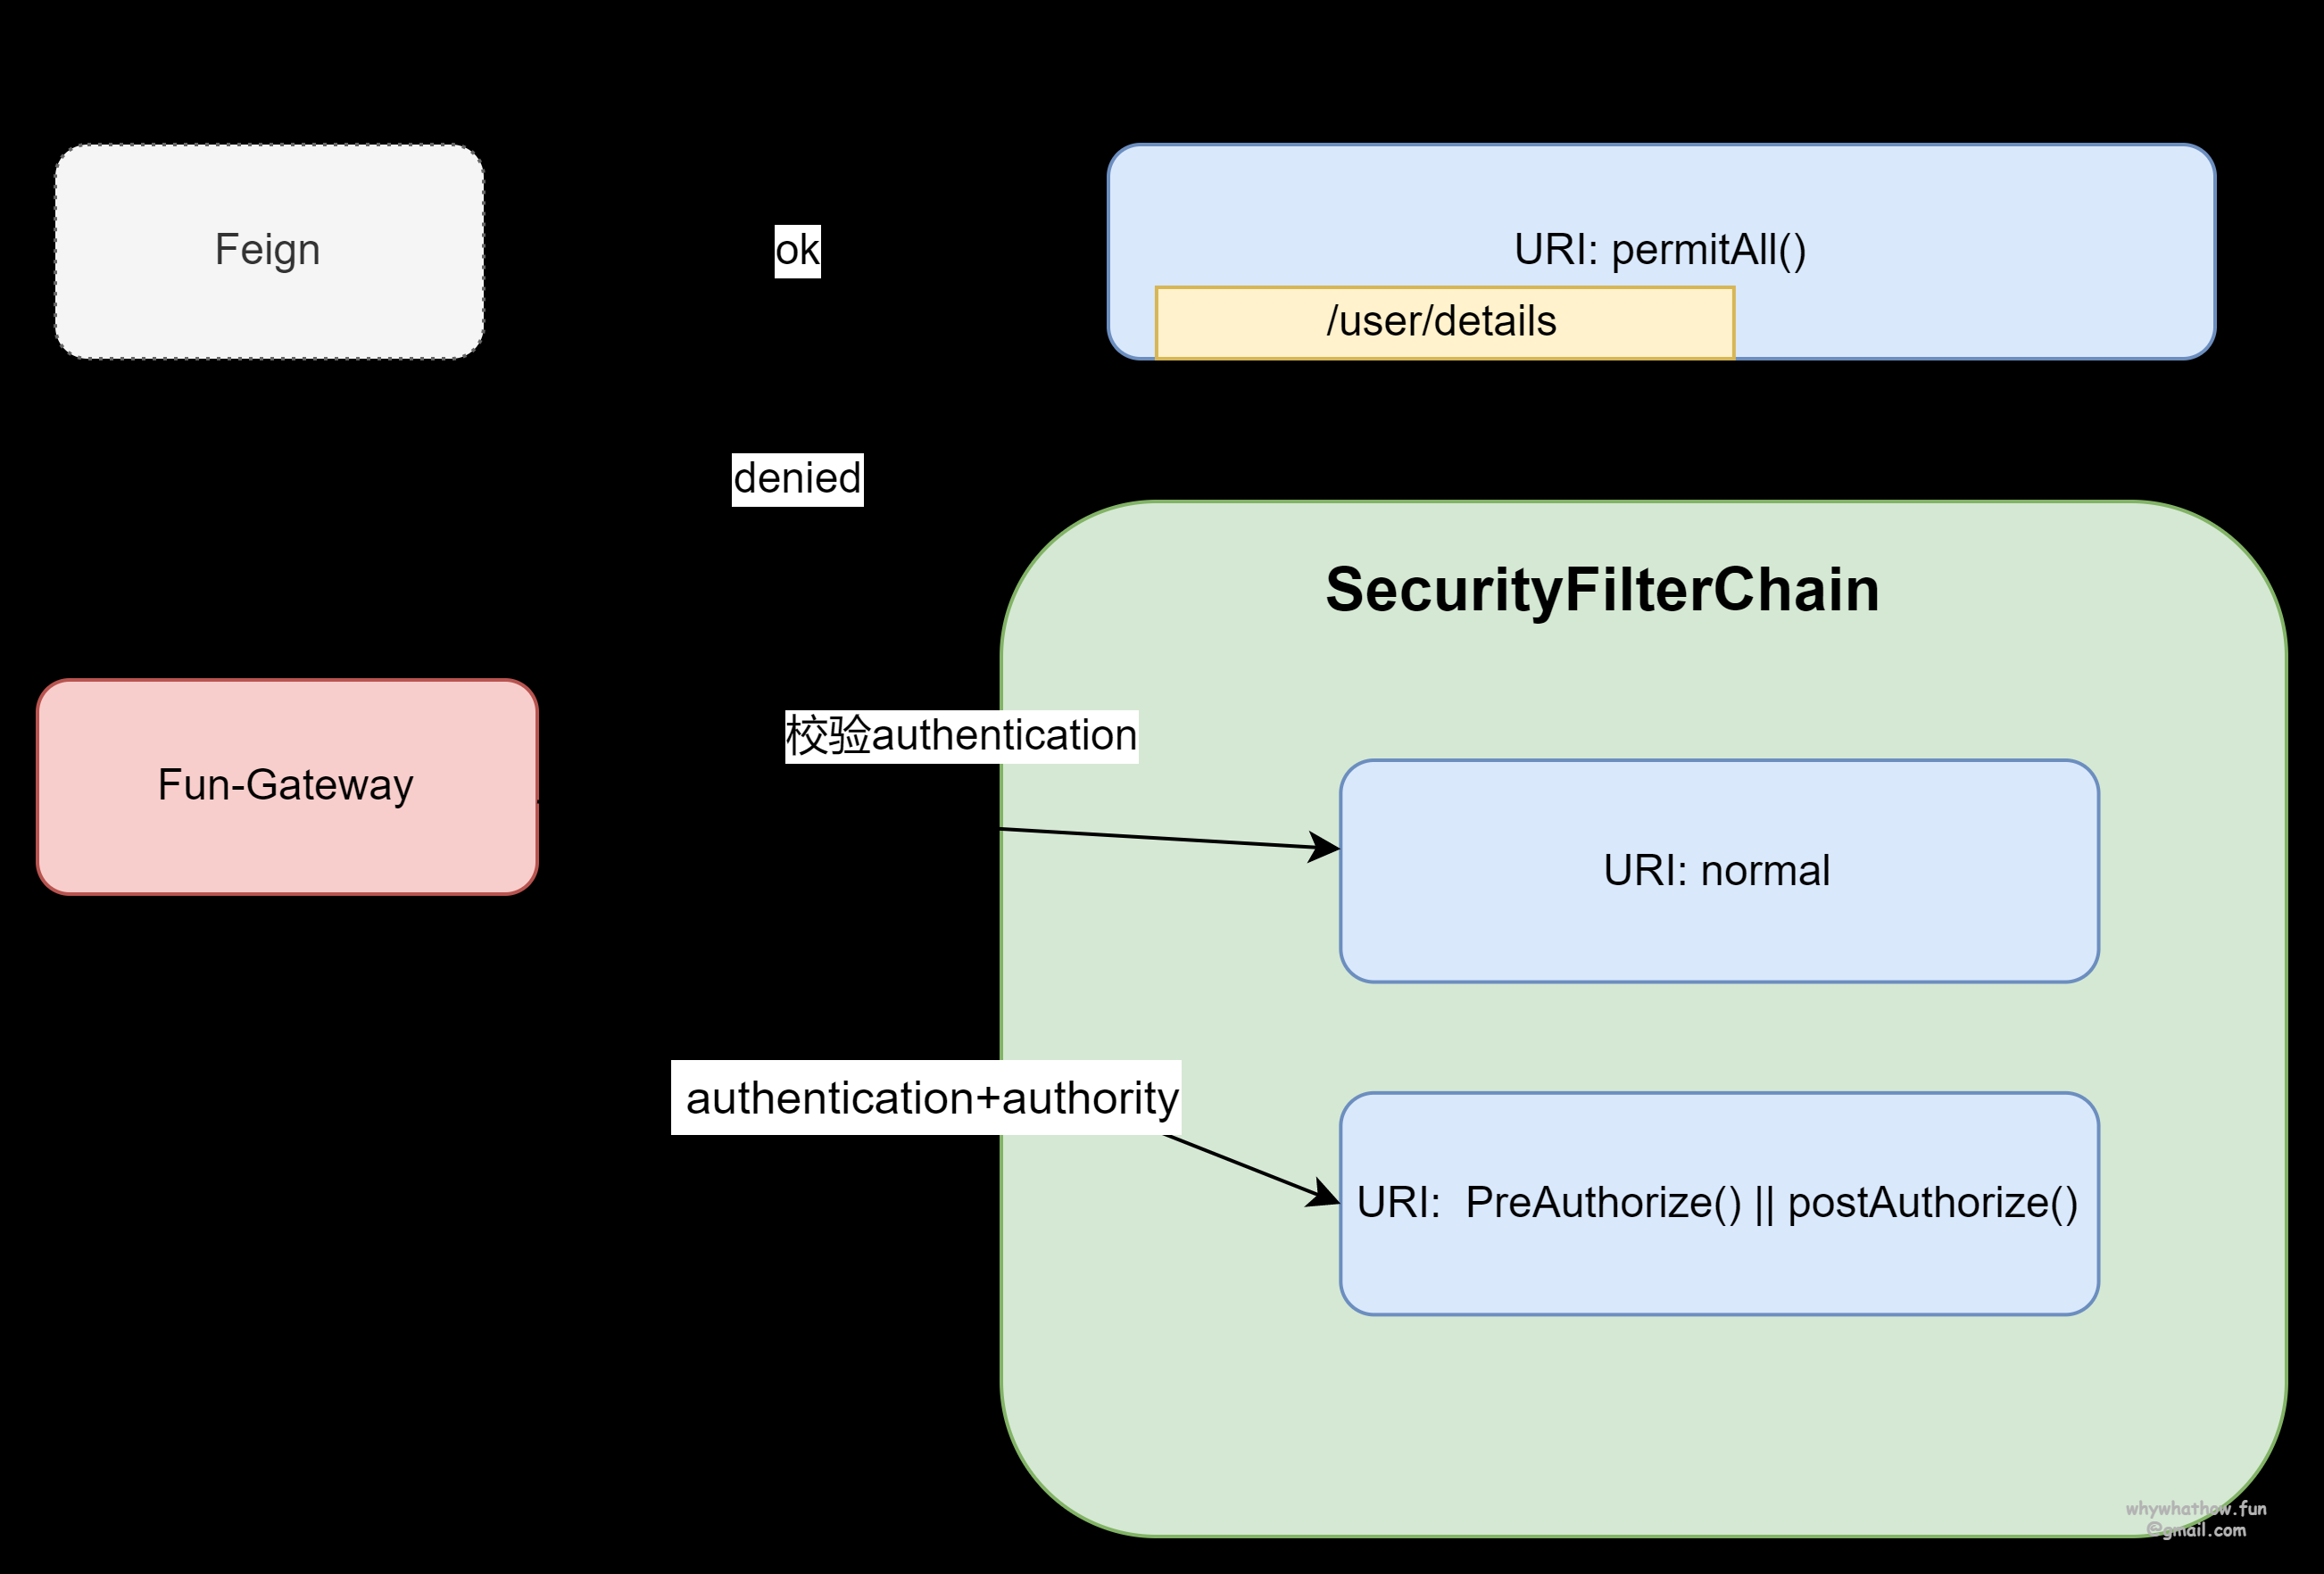 Feign
ok
URI: permitAll()
/user/details
denied
SecurityFilterChain
校验authentication
Fun-Gateway
URI: normal
authentication+authority
URI:  PreAuthorize() || postAuthorize()
whywhathow.fun
@gmail.com